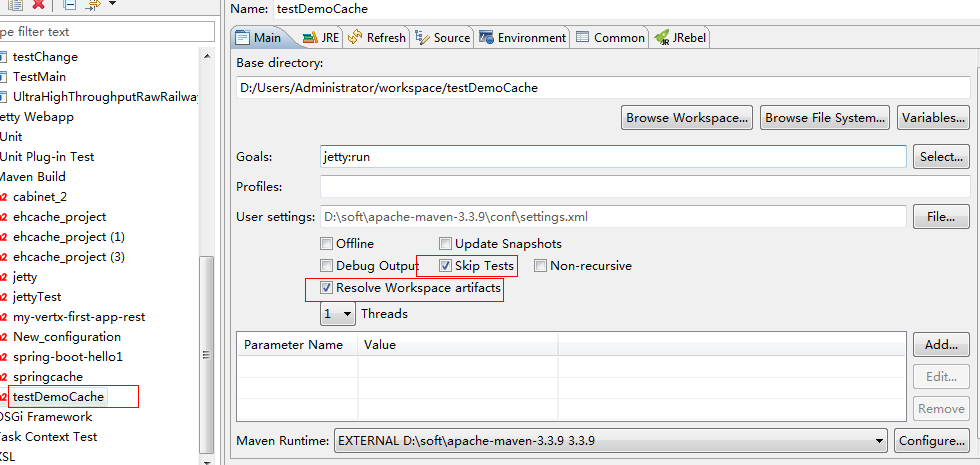 Name: testDemoCache
pe filter text
testChange
TestMain
UltraHighThroughputRawRailway
etty Webapp
Unit
Unit Plug-in Test
Maven Build
cabinet_2
ehcache_project
ehcache_project (1)
ehcache_project (3)
jetty
jettyTest
my-vertx-first-app-rest
New_configuration
spring-boot-hello1
springcache
testDemoCache
OSGi Framework
Task Context Test
XSL
Main JRE Refresh Source Environment Common JRebel
Base directory:
D:/Users/Administrator/workspace/testDemoCache
Browse Workspace... Browse File System... Variables...
Goals: jetty:run Select...
Profiles:
User settings: D:\soft\apache-maven-3.3.9\conf\settings.xml File...
Offline Update Snapshots
Debug Output Skip Tests Non-recursive
Resolve Workspace artifacts
1 Threads
Parameter Name Value Add...
Edit...
Remove
Maven Runtime: EXTERNAL D:\soft\apache-maven-3.3.9 3.3.9 Configure...